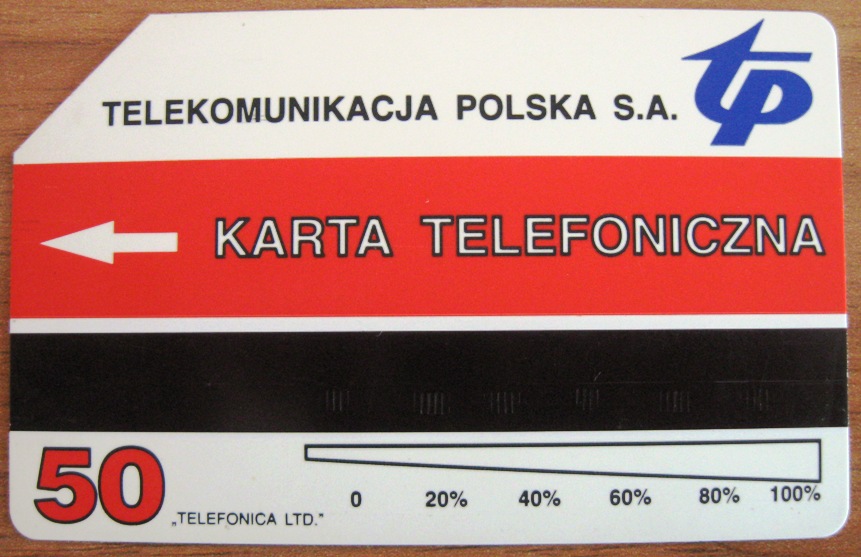 TELEKOMUNIKACJA POLSKA S.A. tp
KARTA TELEFONICZNA
50 „TELEFONICA LTD.” 0 20% 40% 60% 80% 100%